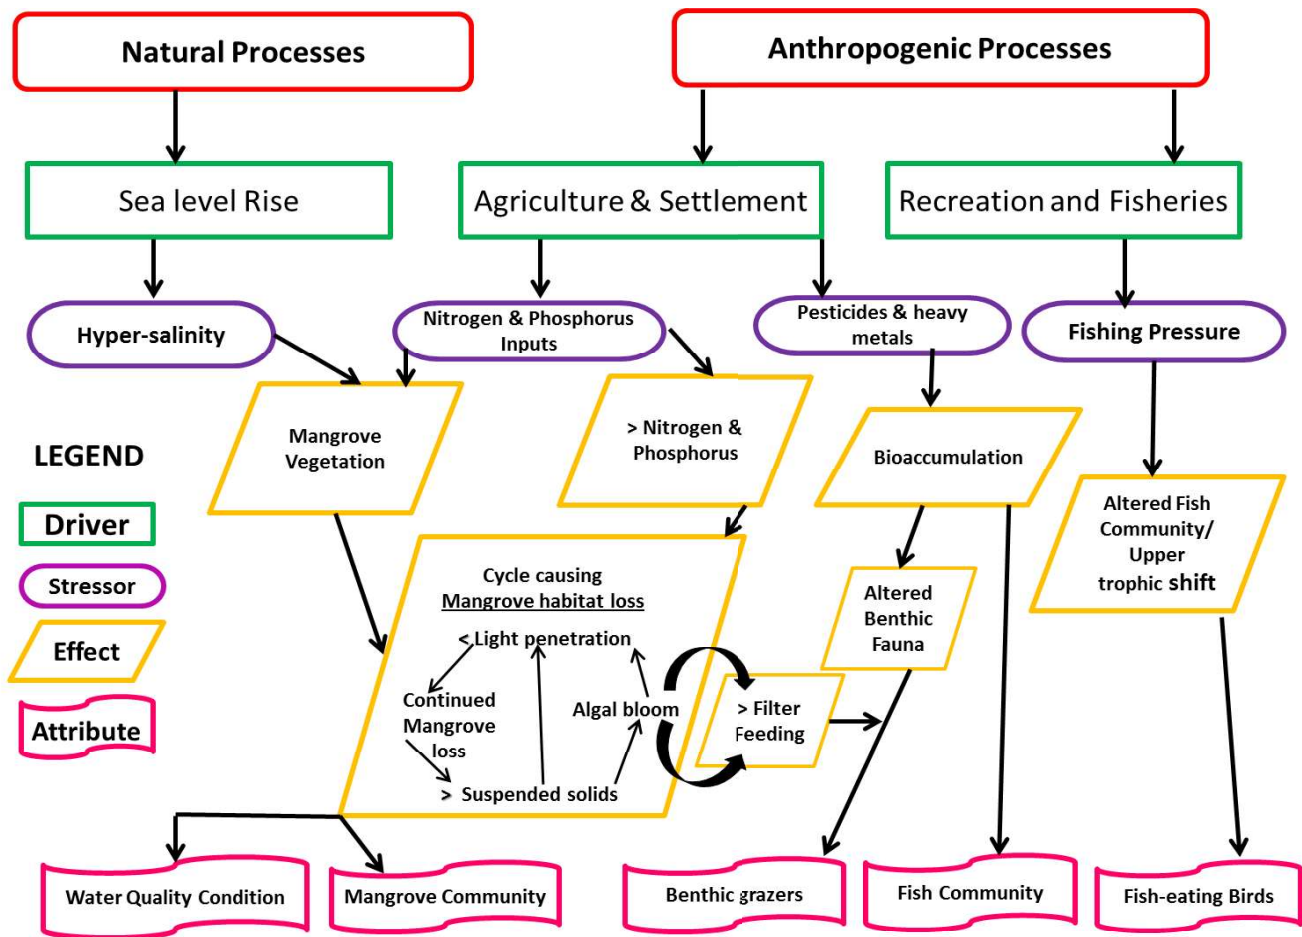 Natural Processes
Anthropogenic Processes
Sea level Rise
Agriculture & Settlement
Recreation and Fisheries
Hyper-salinity
Nitrogen & Phosphorus
Inputs
Pesticides & heavy
metals
Fishing Pressure
Mangrove
Vegetation
> Nitrogen &
Phosphorus
Bioaccumulation
Altered Fish
Community/
Upper
trophic shift
LEGEND
Driver
Stressor
Effect
Attribute
Cycle causing
Mangrove habitat loss
< Light penetration
Continued
Mangrove
loss
Algal bloom
> Suspended solids
> Filter
Feeding
Altered
Benthic
Fauna
Water Quality Condition
Mangrove Community
Benthic grazers
Fish Community
Fish-eating Birds